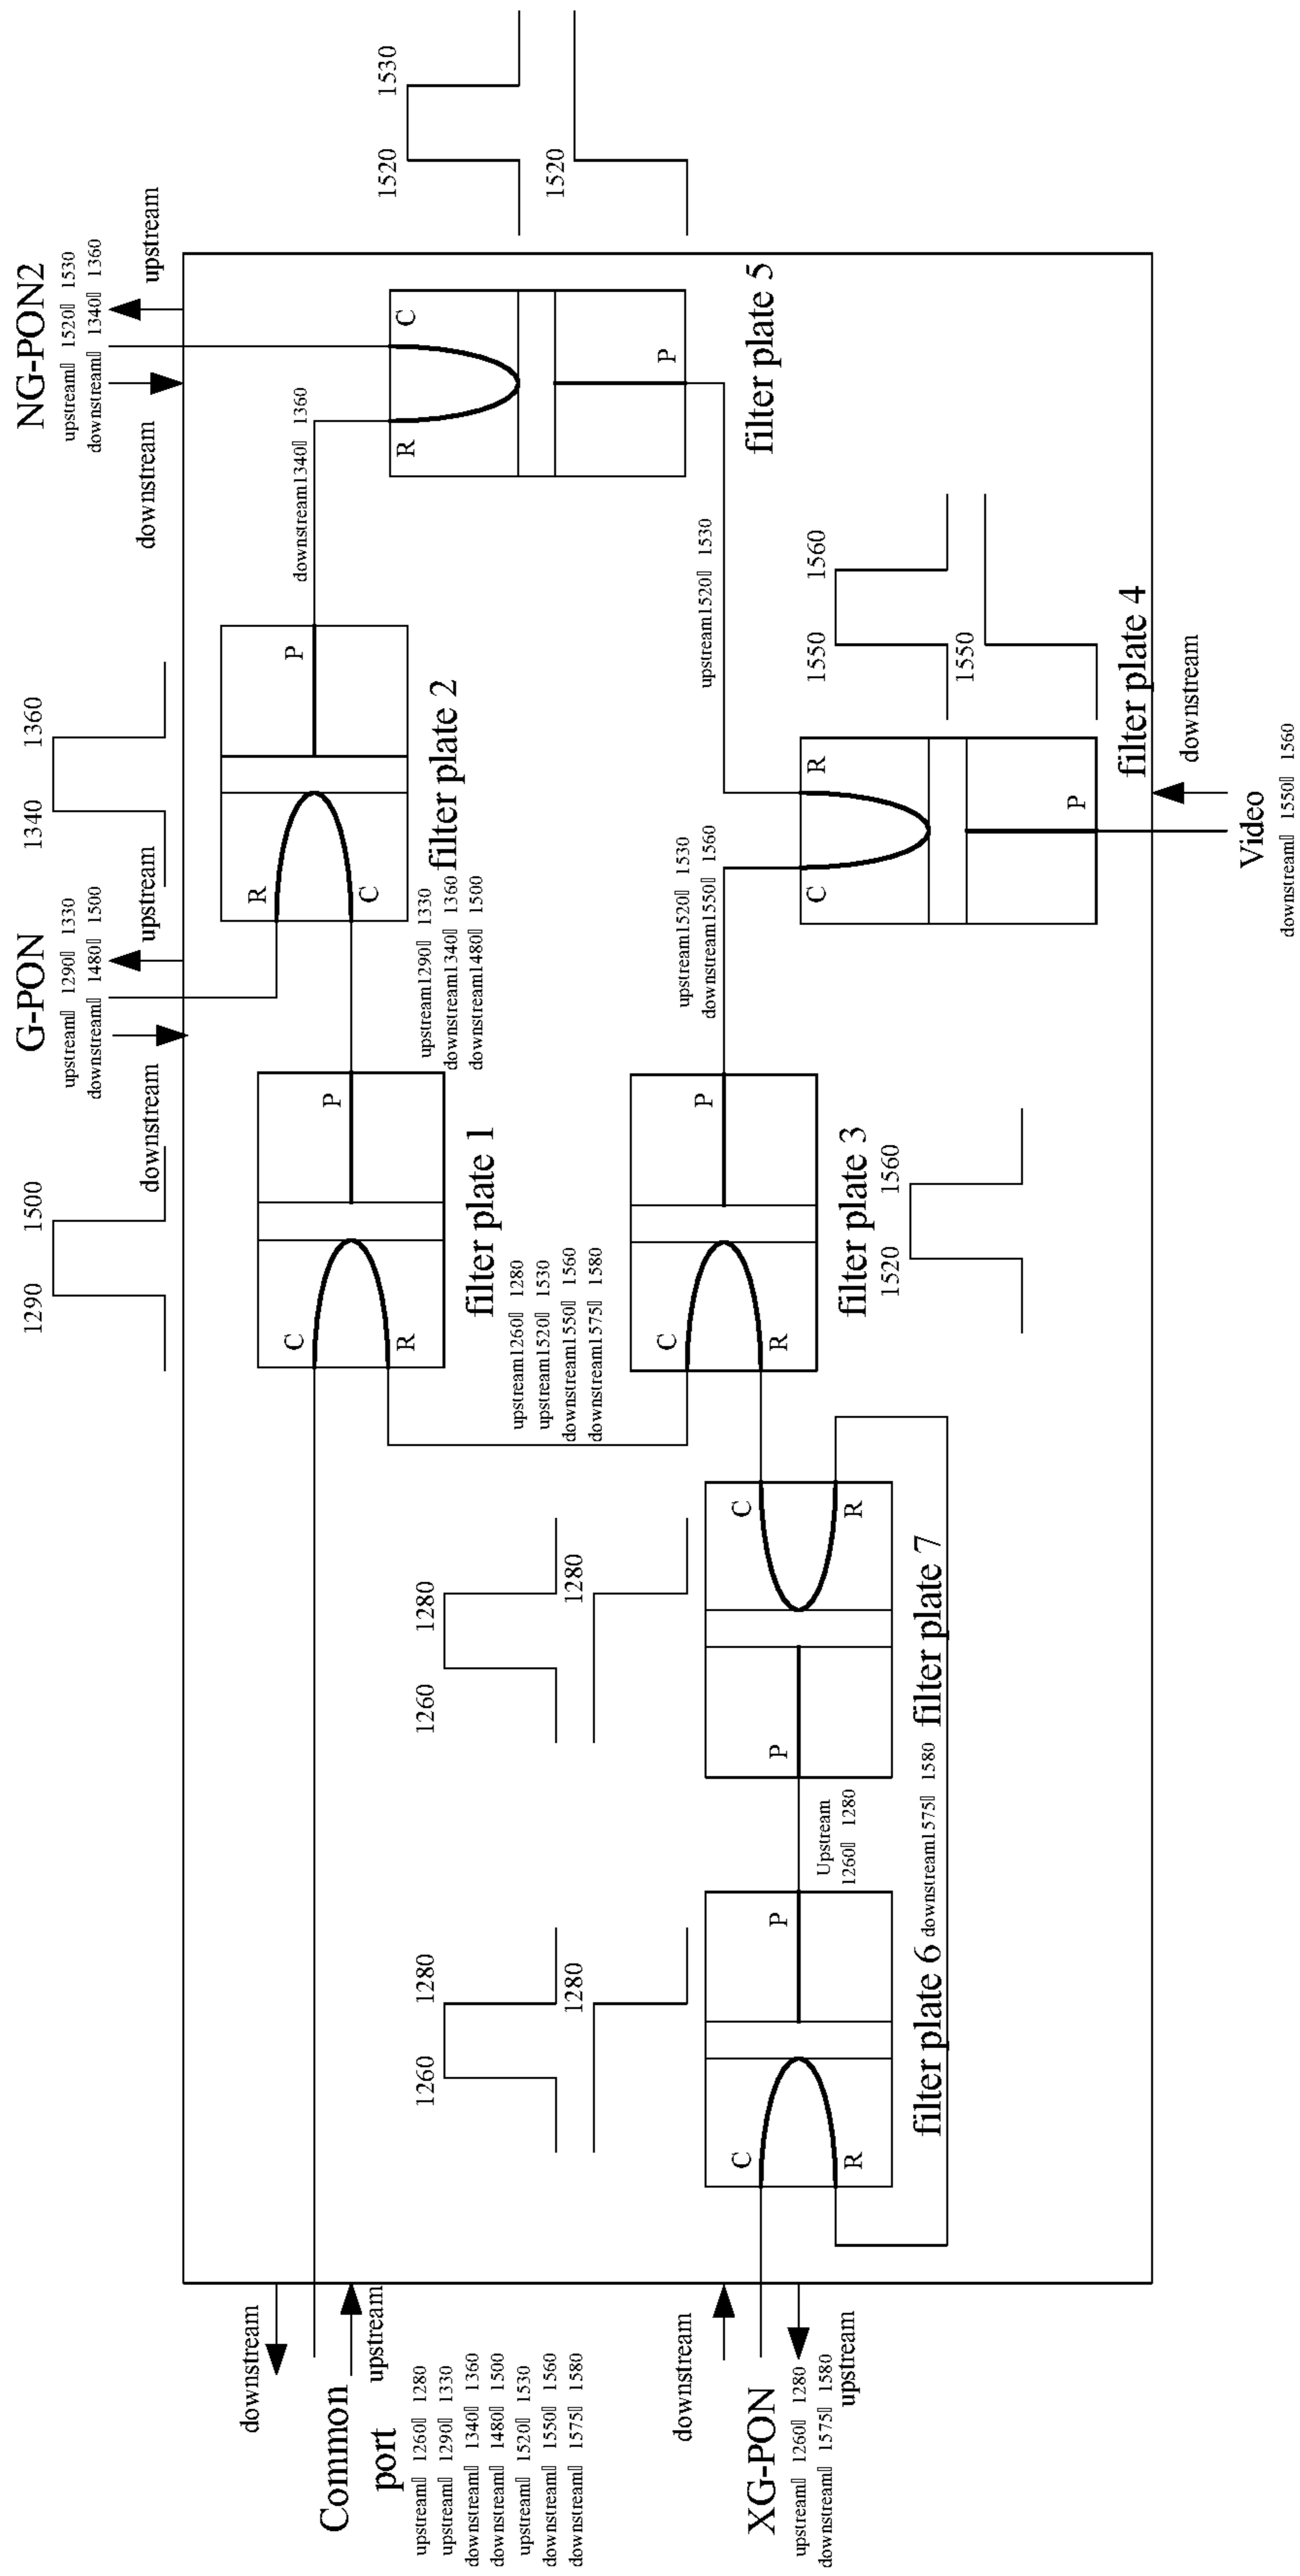 G-PON
upstream▯ 1290▯ 1330
downstream▯ 1480▯ 1500
NG-PON2
upstream▯ 1520▯ 1530
downstream▯ 1340▯ 1360
1290 1500
1340 1360
downstream
upstream
downstream
upstream
downstream
Common
port
upstream
upstream▯ 1260▯ 1280
upstream▯ 1290▯ 1330
downstream▯ 1340▯ 1360
downstream▯ 1480▯ 1500
upstream▯ 1520▯ 1530
downstream▯ 1550▯ 1560
downstream▯ 1575▯ 1580
C
R
P
filter plate 1
R
C
P
filter plate 2
upstream1290▯ 1330
downstream1340▯ 1360
downstream1480▯ 1500
downstream1340▯ 1360
R
C
P
filter plate 5
1520 1530
1520
upstream1260▯ 1280
upstream1520▯ 1530
downstream1550▯ 1560
downstream1575▯ 1580
1260 1280
1280
1260 1280
1280
C
R
P
filter plate 3
1520 1560
upstream1520▯ 1530
downstream1550▯ 1560
upstream1520▯ 1530
C
R
P
filter plate 4
1550 1560
1550
downstream
XG-PON
upstream▯ 1260▯ 1280
downstream▯ 1575▯ 1580
upstream
C
R
P
filter plate 6
Upstream
1260▯ 1280
downstream1575▯ 1580
P
C
R
filter plate 7
downstream
Video
downstream▯ 1550▯ 1560